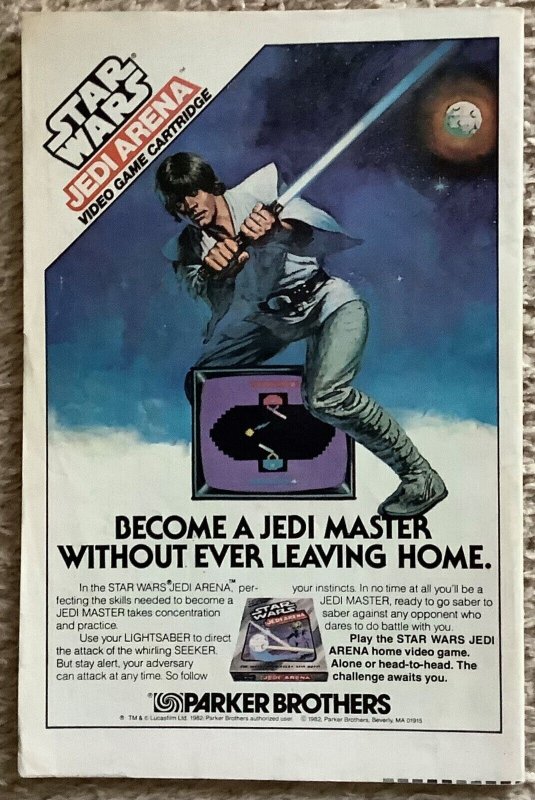 STAR
WARS
JEDI ARENA™
VIDEO GAME CARTRIDGE
BECOME A JEDI MASTER
WITHOUT EVER LEAVING HOME.
In the STAR WARS® JEDI ARENA,™ per-
fecting the skills needed to become a
JEDI MASTER takes concentration
and practice.
Use your LIGHTSABER to direct
the attack of the whirling SEEKER.
But stay alert, your adversary
can attack at any time. So follow
STAR
WARS
JEDI ARENA
JEDI ARENA
your instincts. In no time at all you'll be a
JEDI MASTER, ready to go saber to
saber against any opponent who
dares to do battle with you.
Play the STAR WARS JEDI
ARENA home video game.
Alone or head-to-head. The
challenge awaits you.
PARKER BROTHERS
® TM & © Lucasfilm Ltd. 1982. Parker Brothers authorized user. © 1982, Parker Brothers, Beverly, MA 01915